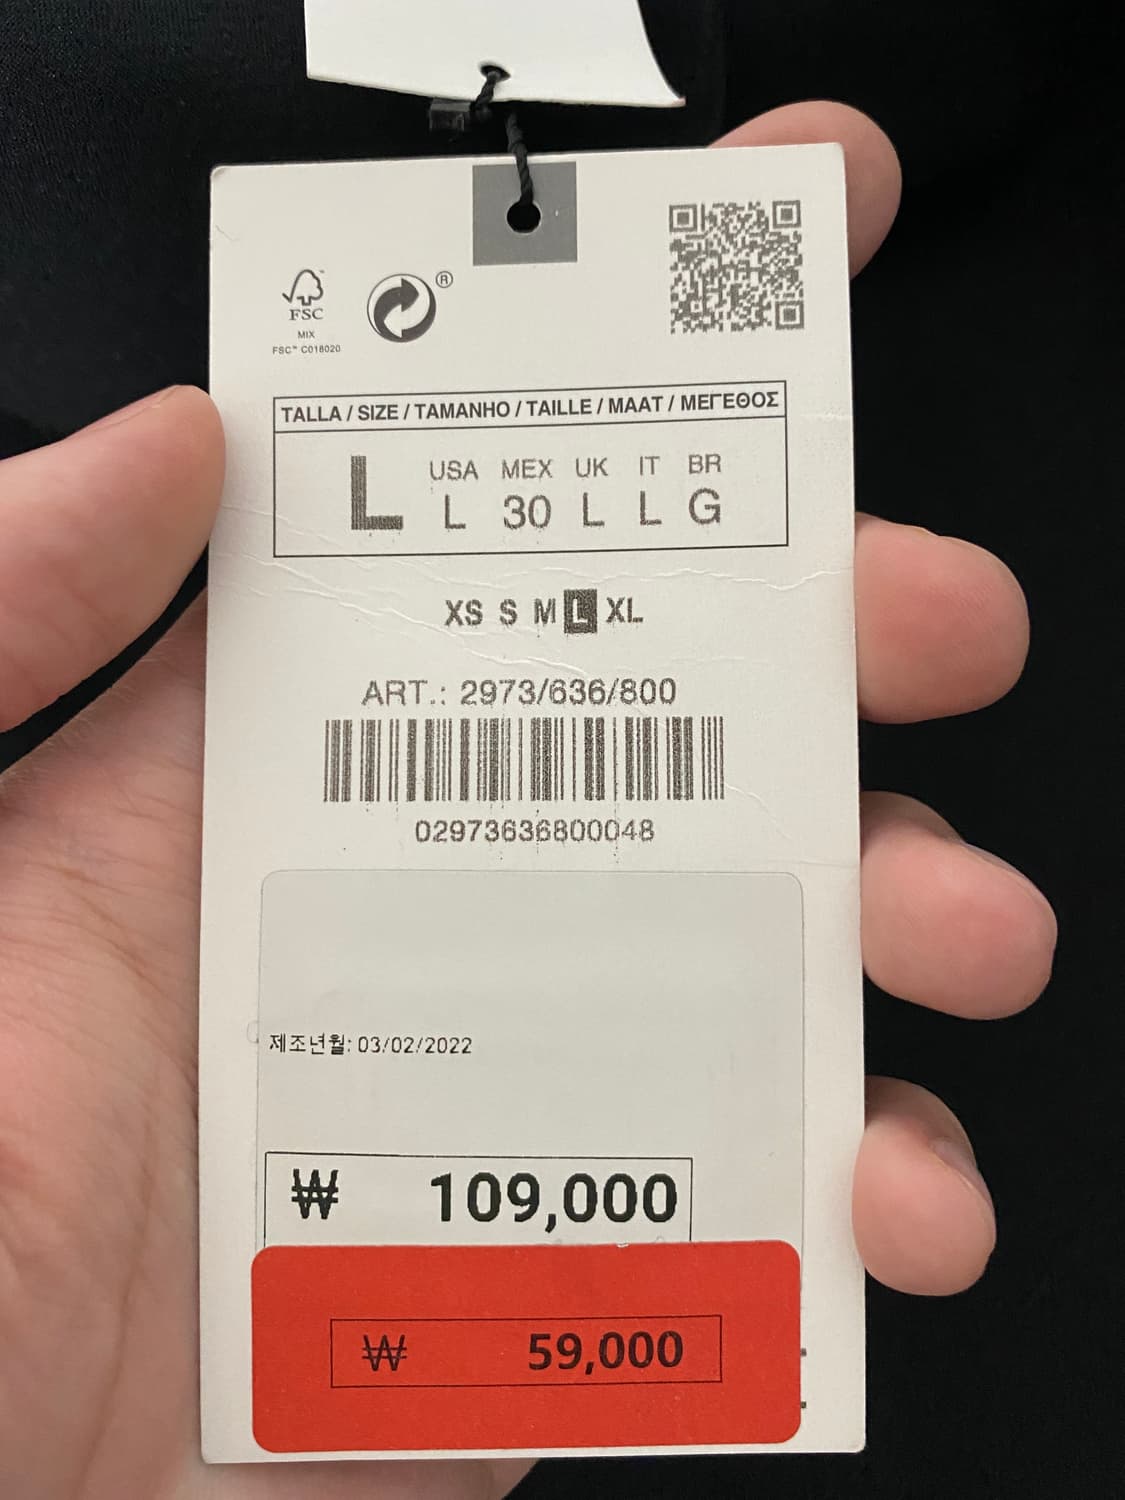 ®
FSC
MIX
FSC™ C018020
TALLA / SIZE / TAMANHO / TAILLE / MAAT / ΜΕΓΕΘΟΣ
L
USA MEX UK IT BR
L 30 L L G
XS S M L XL
ART.: 2973/636/800
02973636800048
제조년월: 03/02/2022
₩ 109,000
₩ 59,000